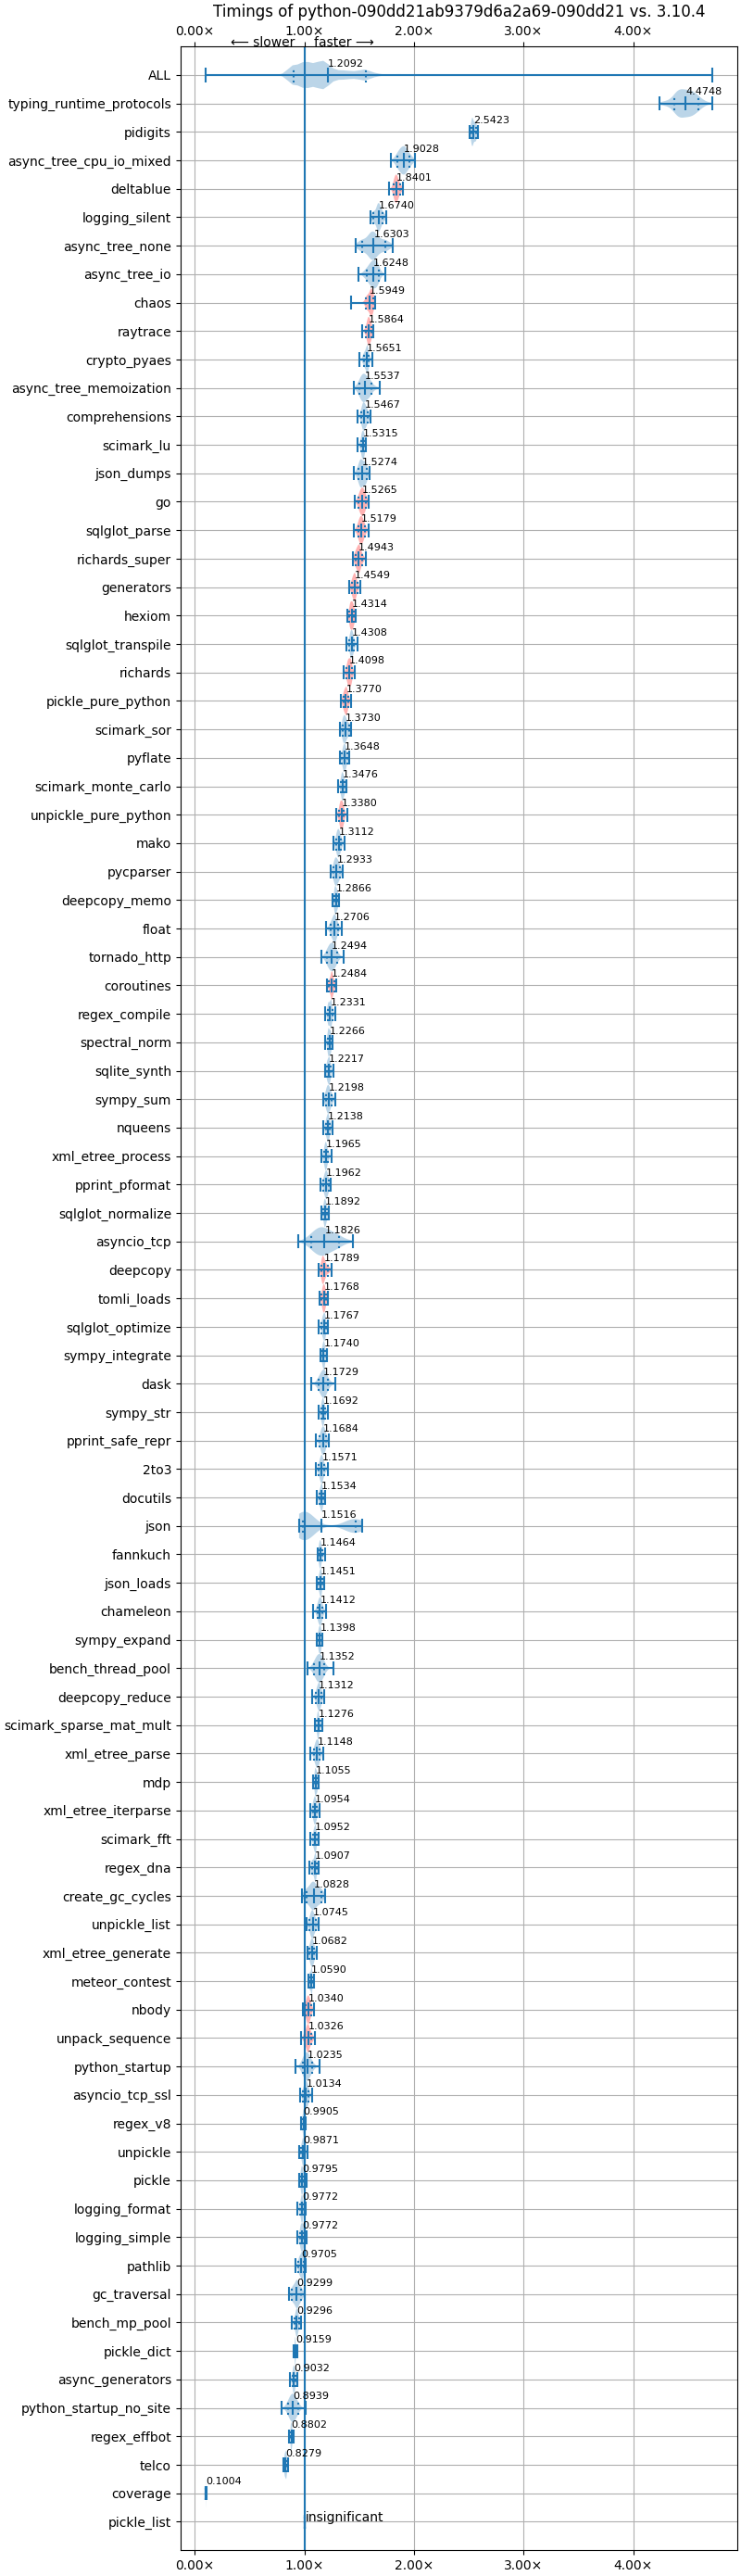 Timings of python-090dd21ab9379d6a2a69-090dd21 vs. 3.10.4
0.00× 1.00× 2.00× 3.00× 4.00×
← slower faster →
ALL 1.2092
typing_runtime_protocols 4.4748
pidigits 2.5423
async_tree_cpu_io_mixed 1.9028
deltablue 1.8401
logging_silent 1.6740
async_tree_none 1.6303
async_tree_io 1.6248
chaos 1.5949
raytrace 1.5864
crypto_pyaes 1.5651
async_tree_memoization 1.5537
comprehensions 1.5467
scimark_lu 1.5315
json_dumps 1.5274
go 1.5265
sqlglot_parse 1.5179
richards_super 1.4943
generators 1.4549
hexiom 1.4314
sqlglot_transpile 1.4308
richards 1.4098
pickle_pure_python 1.3770
scimark_sor 1.3730
pyflate 1.3648
scimark_monte_carlo 1.3476
unpickle_pure_python 1.3380
mako 1.3112
pycparser 1.2933
deepcopy_memo 1.2866
float 1.2706
tornado_http 1.2494
coroutines 1.2484
regex_compile 1.2331
spectral_norm 1.2266
sqlite_synth 1.2217
sympy_sum 1.2198
nqueens 1.2138
xml_etree_process 1.1965
pprint_pformat 1.1962
sqlglot_normalize 1.1892
asyncio_tcp 1.1826
deepcopy 1.1789
tomli_loads 1.1768
sqlglot_optimize 1.1767
sympy_integrate 1.1740
dask 1.1729
sympy_str 1.1692
pprint_safe_repr 1.1684
2to3 1.1571
docutils 1.1534
json 1.1516
fannkuch 1.1464
json_loads 1.1451
chameleon 1.1412
sympy_expand 1.1398
bench_thread_pool 1.1352
deepcopy_reduce 1.1312
scimark_sparse_mat_mult 1.1276
xml_etree_parse 1.1148
mdp 1.1055
xml_etree_iterparse 1.0954
scimark_fft 1.0952
regex_dna 1.0907
create_gc_cycles 1.0828
unpickle_list 1.0745
xml_etree_generate 1.0682
meteor_contest 1.0590
nbody 1.0340
unpack_sequence 1.0326
python_startup 1.0235
asyncio_tcp_ssl 1.0134
regex_v8 0.9905
unpickle 0.9871
pickle 0.9795
logging_format 0.9772
logging_simple 0.9772
pathlib 0.9705
gc_traversal 0.9299
bench_mp_pool 0.9296
pickle_dict 0.9159
async_generators 0.9032
python_startup_no_site 0.8939
regex_effbot 0.8802
telco 0.8279
coverage 0.1004
pickle_list insignificant
0.00× 1.00× 2.00× 3.00× 4.00×